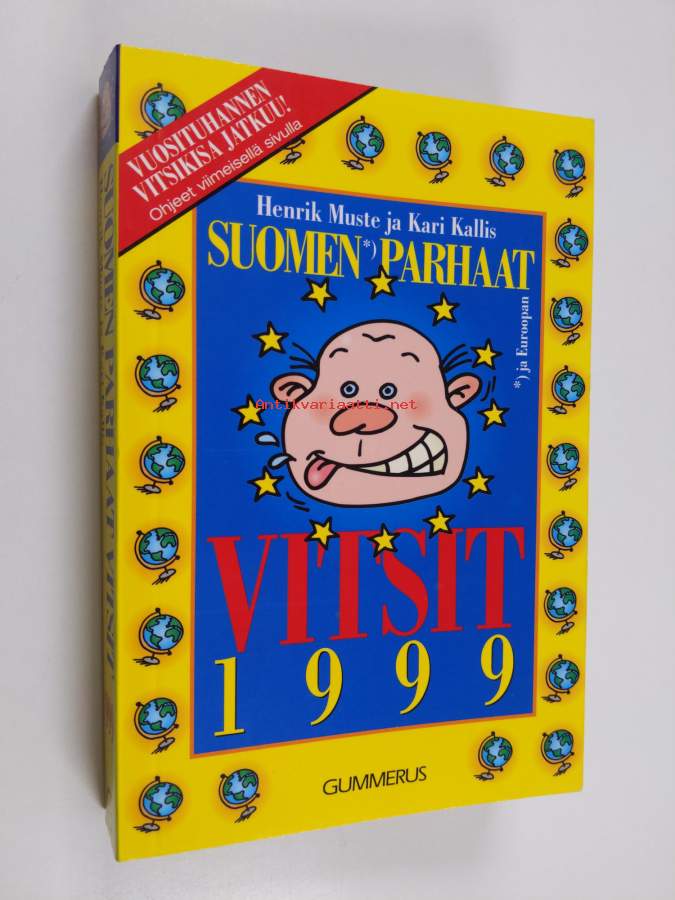 VUOSITUHANNEN
VITSIKISA JATKUU!
Ohjeet viimeisellä sivulla
Henrik Muste ja Kari Kallis
SUOMEN*) PARHAAT
*) ja Euroopan
Antikvariaatti.net
VITSIT
1999
GUMMERUS
SUOMEN PARHAAT VITSIT